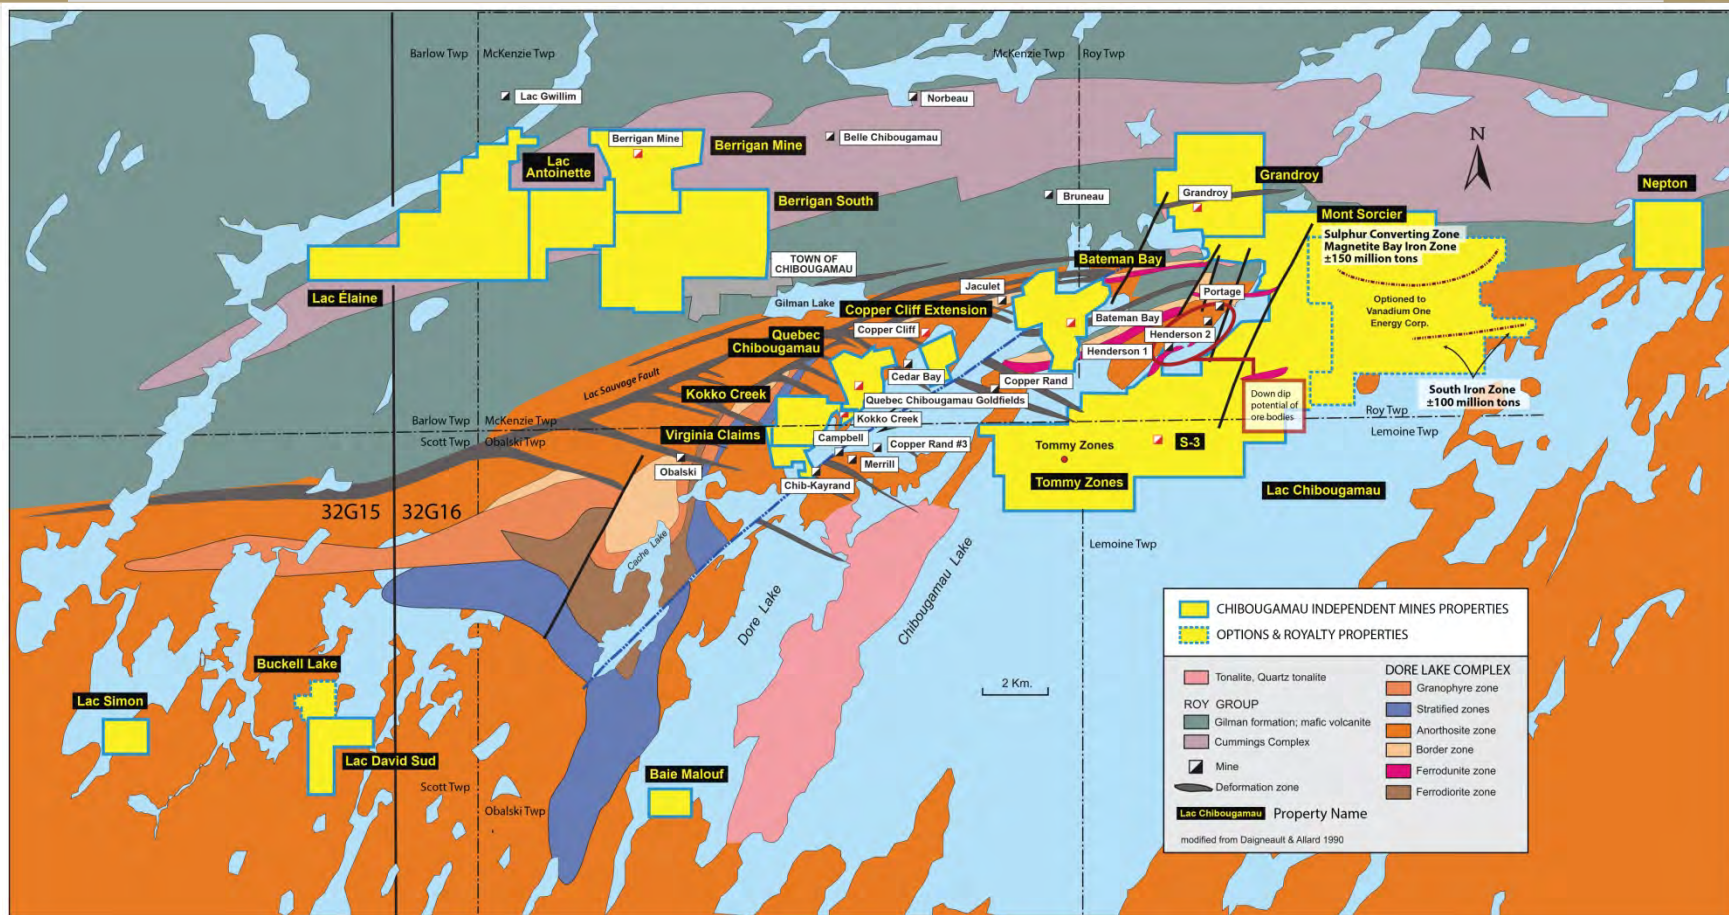 Barlow Twp
McKenzie Twp
McKenzie Twp
Roy Twp
Lac Gwillim
Norbeau
Berrigan Mine
Belle Chibougamau
Berrigan Mine
N
Lac
Antoinette
Grandroy
Nepton
Grandroy
Bruneau
Berrigan South
Mont Sorcier
Sulphur Converting Zone
Magnetite Bay Iron Zone
±150 million tons
TOWN OF
CHIBOUGAMAU
Bateman Bay
Lac Élaine
Jaculet
Portage
Gilman Lake
Copper Cliff Extension
Optioned to
Vanadium One
Energy Corp.
Bateman Bay
Copper Cliff
Henderson 2
Quebec
Chibougamau
Henderson 1
Cedar Bay
Copper Rand
Lac Sauvage Fault
South Iron Zone
±100 million tons
Kokko Creek
Quebec Chibougamau Goldfields
Down dip
potential of
ore bodies
Roy Twp
Lemoine Twp
Barlow Twp
McKenzie Twp
Scott Twp
Obalski Twp
Kokko Creek
Virginia Claims
Campbell
Copper Rand #3
Tommy Zones
S-3
Obalski
Merrill
Chib-Kayrand
Tommy Zones
Lac Chibougamau
32G15
32G16
Cache Lake
Lemoine Twp
Dore Lake
Chibougamau Lake
Buckell Lake
Lac Simon
Lac David Sud
Baie Malouf
Scott Twp
Obalski Twp
2 Km.
CHIBOUGAMAU INDEPENDENT MINES PROPERTIES
OPTIONS & ROYALTY PROPERTIES
Tonalite, Quartz tonalite
ROY GROUP
Gilman formation; mafic volcanite
Cummings Complex
Mine
Deformation zone
Lac Chibougamau Property Name
modified from Daigneault & Allard 1990
DORE LAKE COMPLEX
Granophyre zone
Stratified zones
Anorthosite zone
Border zone
Ferrodunite zone
Ferrodiorite zone